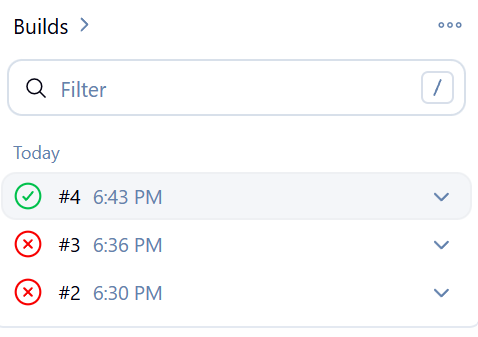 Builds
Filter /
Today
#4 6:43 PM
#3 6:36 PM
#2 6:30 PM